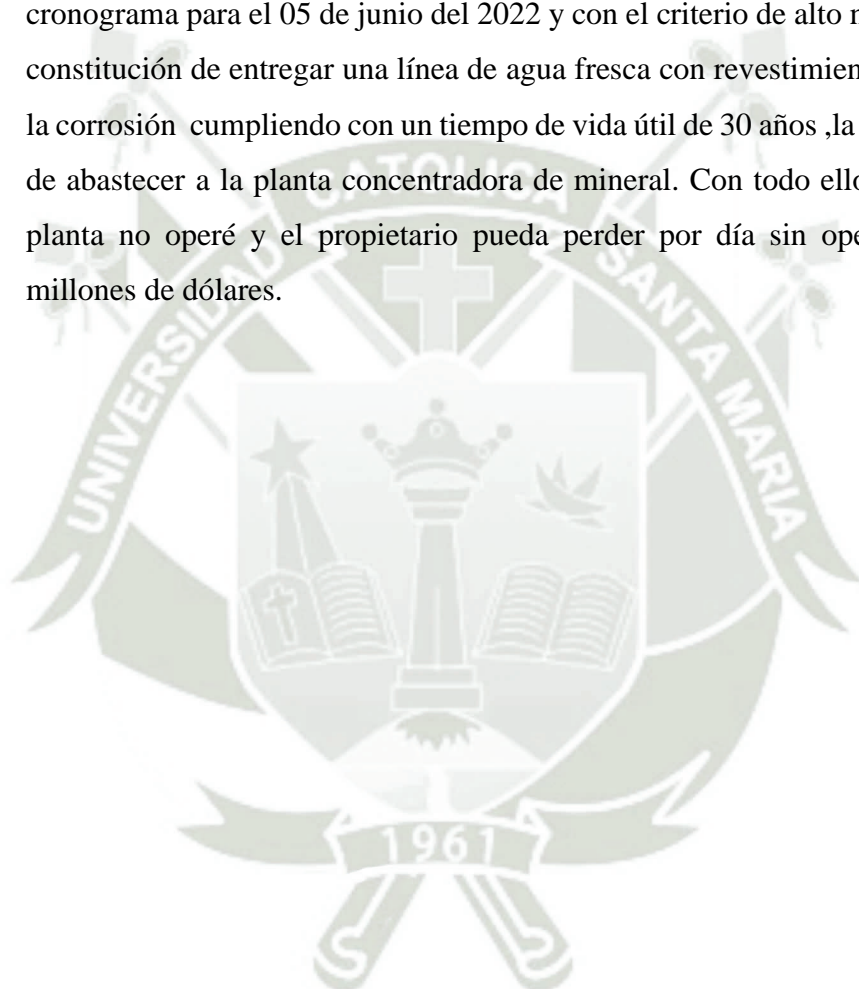 cronograma para el 05 de junio del 2022 y con el criterio de alto
constitución de entregar una línea de agua fresca con
la corrosión cumpliendo con un tiempo de vida útil de 30 años ,la
de abastecer a la planta concentradora de mineral. Con todo ello
planta no operé y el propietario pueda perder por día sin
millones de dólares.
UNIVERSIDAD CATOLICA SANTA MARIA
1961